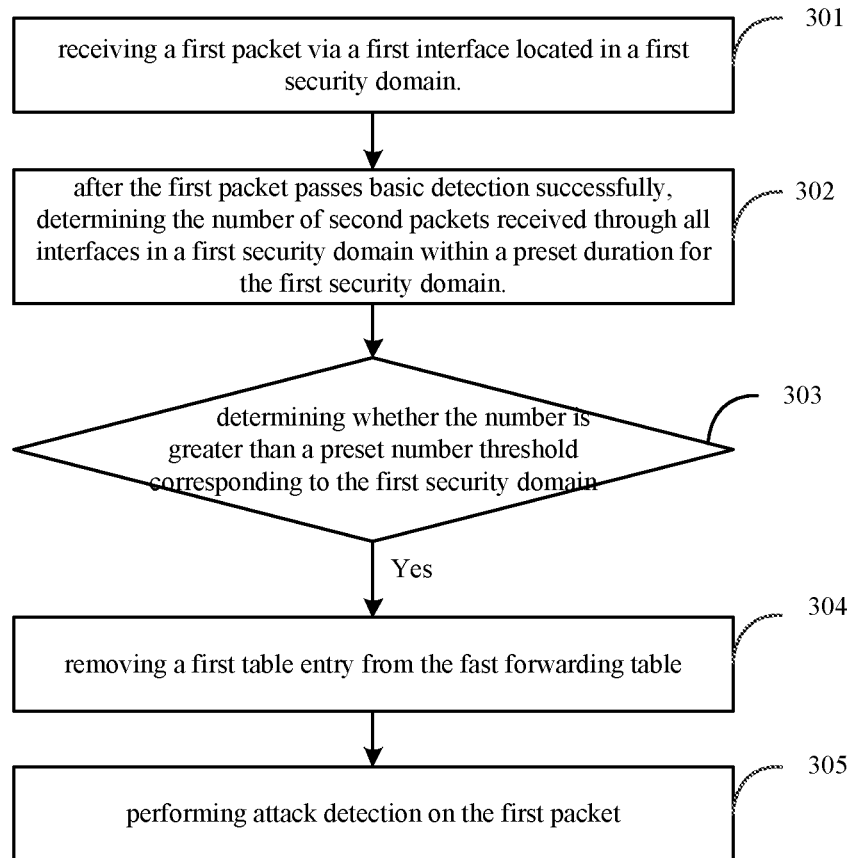 301
receiving a first packet via a first interface located in a first
security domain.
302
after the first packet passes basic detection successfully,
determining the number of second packets received through all
interfaces in a first security domain within a preset duration for
the first security domain.
303
determining whether the number is
greater than a preset number threshold
corresponding to the first security domain
Yes
304
removing a first table entry from the fast forwarding table
305
performing attack detection on the first packet